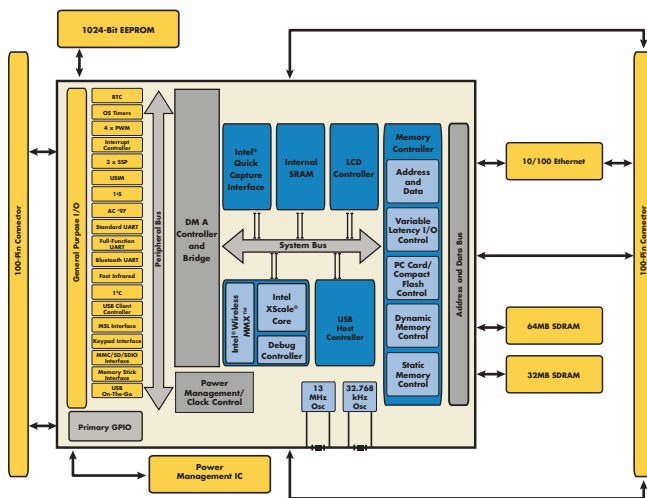 1024-Bit EEPROM
100-Pin Connector
General Purpose I/O
RTC
OS Timers
4 x PWM
Interrupt
Controller
3 x SSP
USIM
I²S
AC '97
Standard UART
Full-Function
UART
Bluetooth UART
Fast Infrared
I²C
USB Client
Controller
MSL Interface
Keypad Interface
MMC/SD/SDIO
Interface
Memory Stick
Interface
USB
On-The-Go
Primary GPIO
Peripheral Bus
DM A
Controller
and
Bridge
Power
Management/
Clock Control
Intel®
Quick
Capture
Interface
Internal
SRAM
LCD
Controller
System Bus
Intel® Wireless
MMX™
Intel
XScale®
Core
Debug
Controller
USB
Host
Controller
13
MHz
Osc
32.768
kHz
Osc
Memory
Controller
Address
and
Data
Variable
Latency I/O
Control
PC Card/
Compact
Flash
Control
Dynamic
Memory
Control
Static
Memory
Control
Address and Data Bus
10/100 Ethernet
64MB SDRAM
32MB SDRAM
100-Pin Connector
Power
Management IC